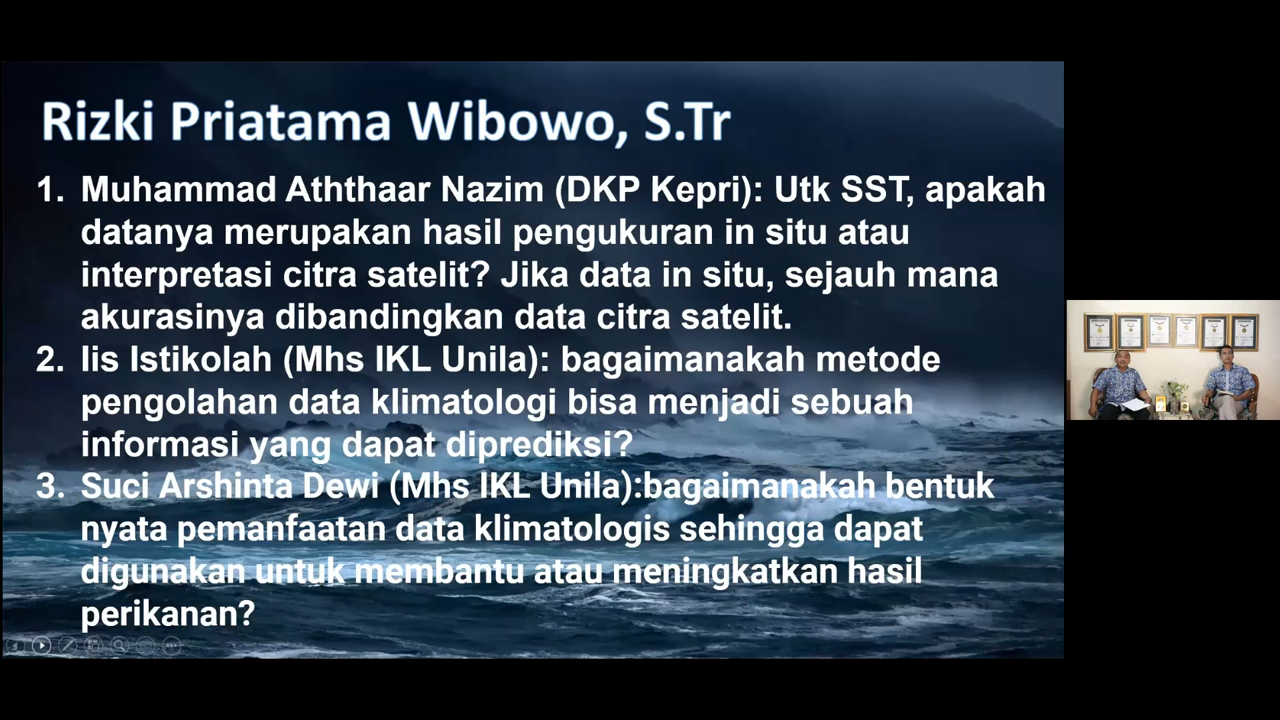 Rizki Priatama Wibowo, S.Tr
1. Muhammad Aththaar Nazim (DKP Kepri): Utk SST, apakah
datanya merupakan hasil pengukuran in situ atau
interpretasi citra satelit? Jika data in situ, sejauh mana
akurasinya dibandingkan data citra satelit.
2. Iis Istikolah (Mhs IKL Unila): bagaimanakah metode
pengolahan data klimatologi bisa menjadi sebuah
informasi yang dapat diprediksi?
3. Suci Arshinta Dewi (Mhs IKL Unila):bagaimanakah bentuk
nyata pemanfaatan data klimatologis sehingga dapat
digunakan untuk membantu atau meningkatkan hasil
perikanan?